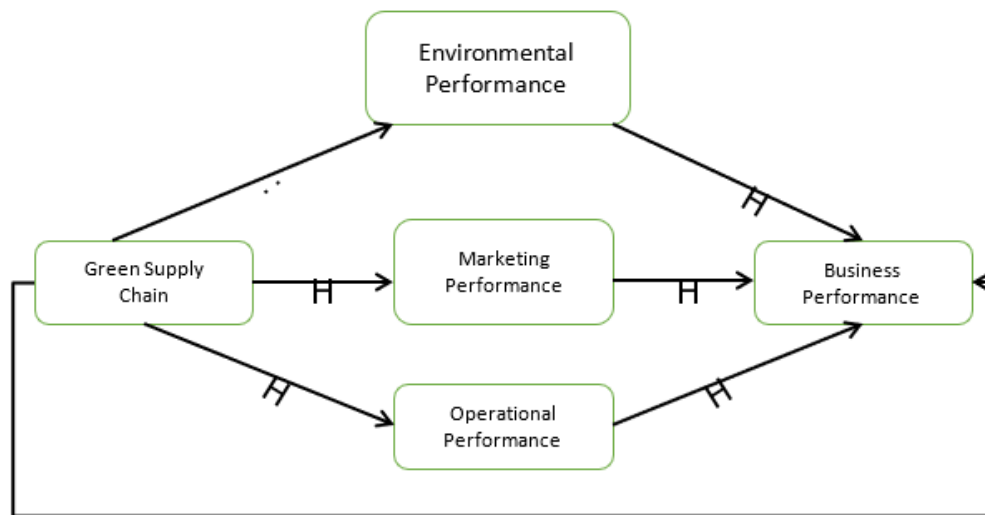 Environmental
Performance
H
Green Supply
Chain
H
Marketing
Performance
H
Business
Performance
H
Operational
Performance
H